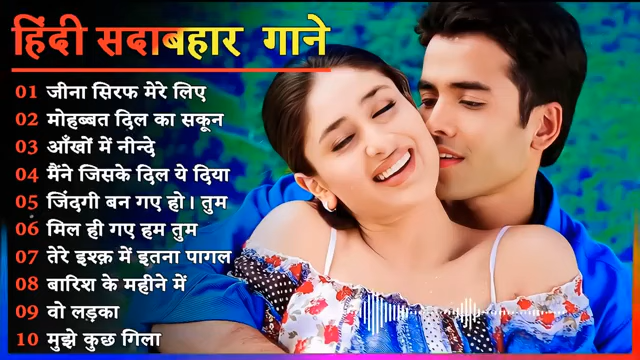 हिंदी सदाबहार गाने
01 जीना सिरफ मेरे लिए
02 मोहब्बत दिल का सकून
03 आँखों में नीन्दे
04 मैंने जिसके दिल ये दिया
05 जिंदगी बन गए हो। तुम
06 मिल ही गए हम तुम
07 तेरे इश्क़ में इतना पागल
08 बारिश के महीने में
09 वो लड़का
10 मुझे कुछ गिला